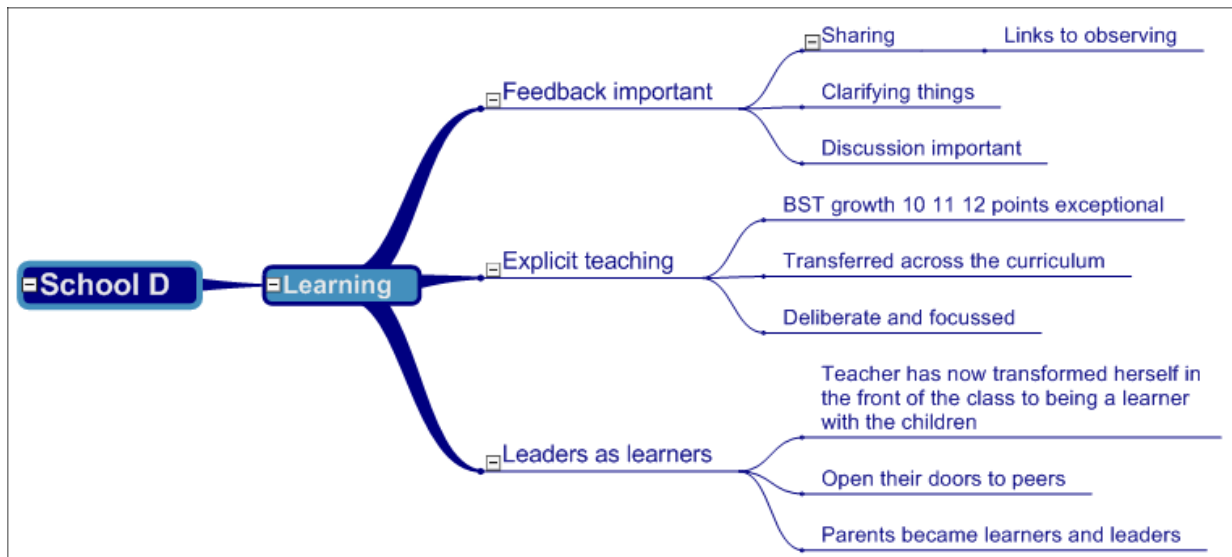 School D
Learning
Feedback important
Sharing
Links to observing
Clarifying things
Discussion important
Explicit teaching
BST growth 10 11 12 points exceptional
Transferred across the curriculum
Deliberate and focussed
Leaders as learners
Teacher has now transformed herself in
the front of the class to being a learner
with the children
Open their doors to peers
Parents became learners and leaders